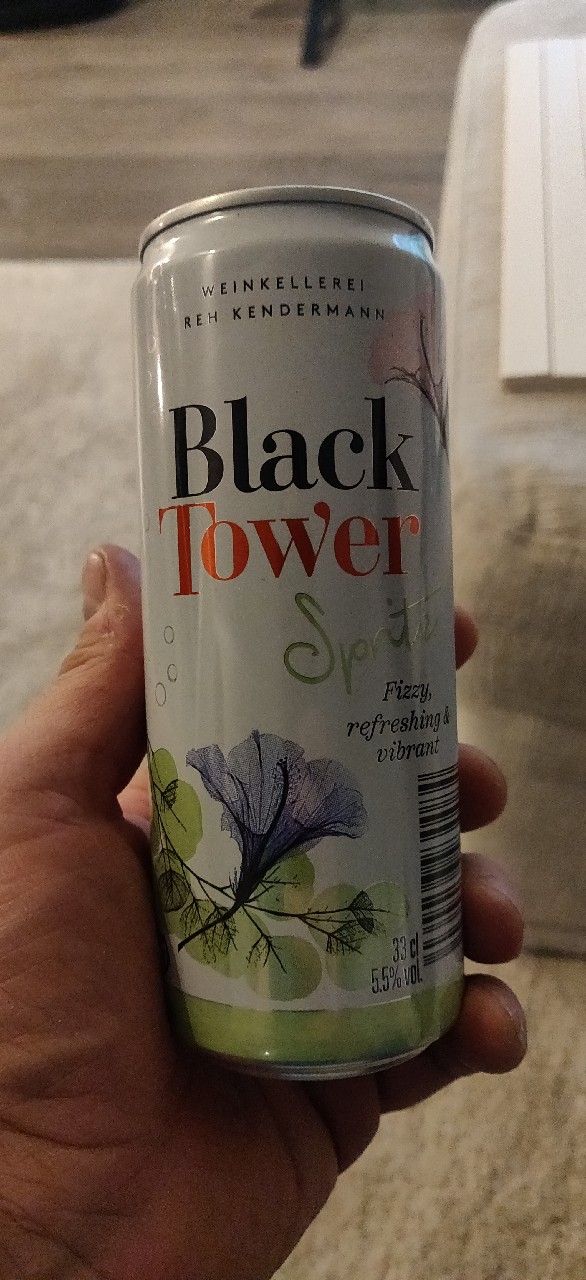 WEINKELLEREI
REH KENDERMANN
Black
Tower
Spritz
Fizzy,
refreshing &
vibrant
33 cl
5.5% vol.